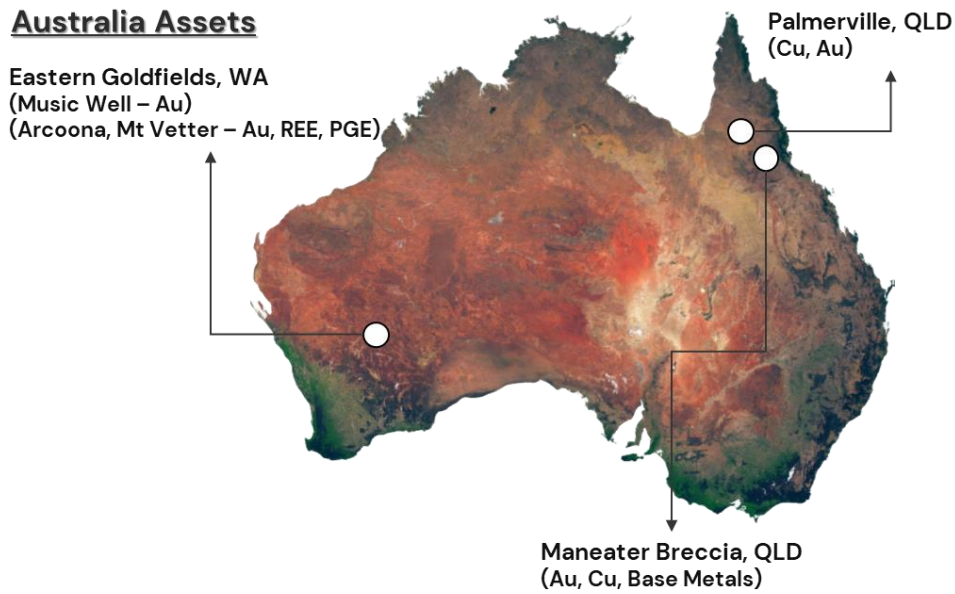 Australia Assets
Palmerville, QLD
(Cu, Au)
Eastern Goldfields, WA
(Music Well – Au)
(Arcoona, Mt Vetter – Au, REE, PGE)
Maneater Breccia, QLD
(Au, Cu, Base Metals)